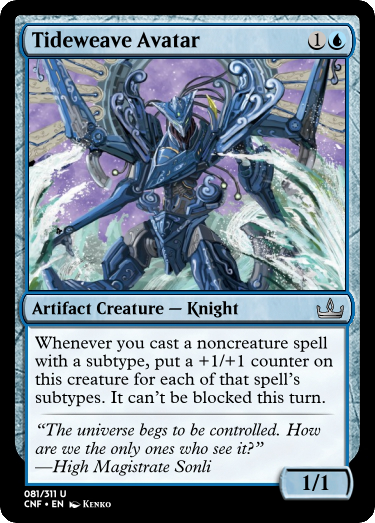 Tideweave Avatar 1
Artifact Creature — Knight
Whenever you cast a noncreature spell
with a subtype, put a +1/+1 counter on
this creature for each of that spell's
subtypes. It can't be blocked this turn.
“The universe begs to be controlled. How
are we the only ones who see it?”
—High Magistrate Sonli
1/1
081/311 U
CNF • EN Kenko